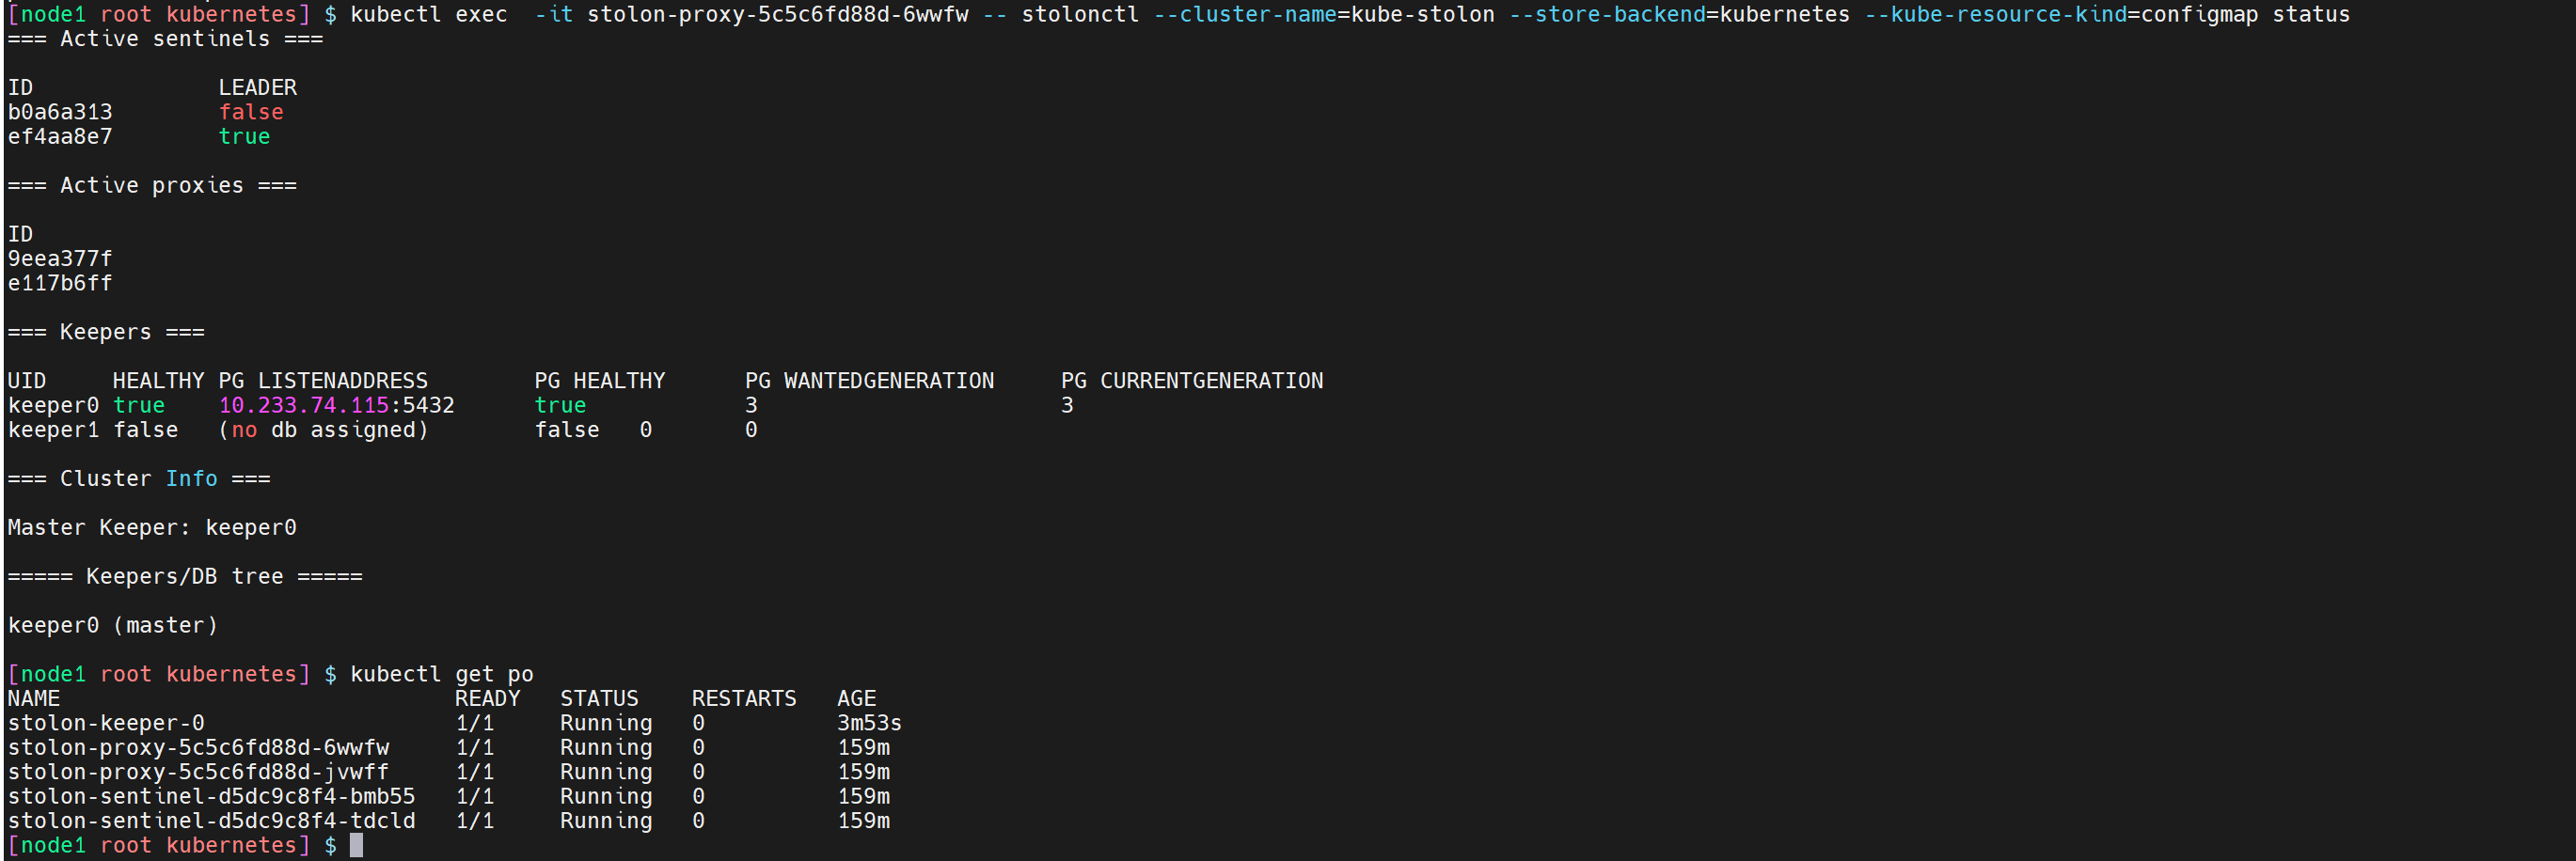 [node1 root kubernetes] $ kubectl exec  -it stolon-proxy-5c5c6fd88d-6wwfw -- stolonctl --cluster-name=kube-stolon --store-backend=kubernetes --kube-resource-kind=configmap status
=== Active sentinels ===
ID LEADER
b0a6a313 false
ef4aa8e7 true
=== Active proxies ===
ID
9eea377f
e117b6ff
=== Keepers ===
UID HEALTHY PG LISTENADDRESS PG HEALTHY PG WANTEDGENERATION PG CURRENTGENERATION
keeper0 true 10.233.74.115:5432 true 3 3
keeper1 false (no db assigned) false 0 0
=== Cluster Info ===
Master Keeper: keeper0
===== Keepers/DB tree =====
keeper0 (master)
[node1 root kubernetes] $ kubectl get po
NAME READY STATUS RESTARTS AGE
stolon-keeper-0 1/1 Running 0 3m53s
stolon-proxy-5c5c6fd88d-6wwfw 1/1 Running 0 159m
stolon-proxy-5c5c6fd88d-jvwff 1/1 Running 0 159m
stolon-sentinel-d5dc9c8f4-bmb55 1/1 Running 0 159m
stolon-sentinel-d5dc9c8f4-tdcld 1/1 Running 0 159m
[node1 root kubernetes] $